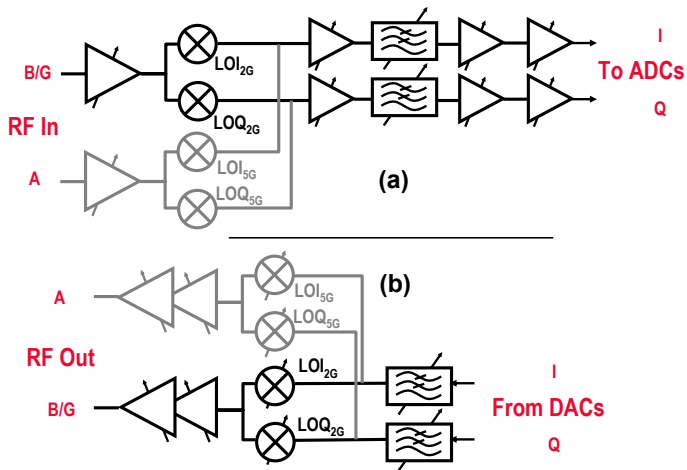 I
B/G
LOI2G
To ADCs
Q
RF In
LOQ2G
A
LOI5G
(a)
LOQ5G
(b)
A
LOI5G
LOQ5G
RF Out
LOI2G
I
From DACs
B/G
LOQ2G
Q